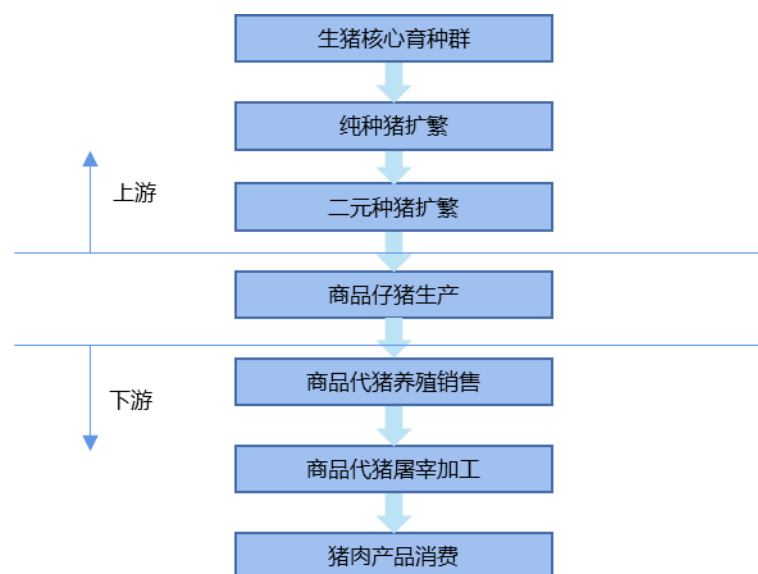 生猪核心育种群
纯种猪扩繁
上游
二元种猪扩繁
商品仔猪生产
商品代猪养殖销售
下游
商品代猪屠宰加工
猪肉产品消费